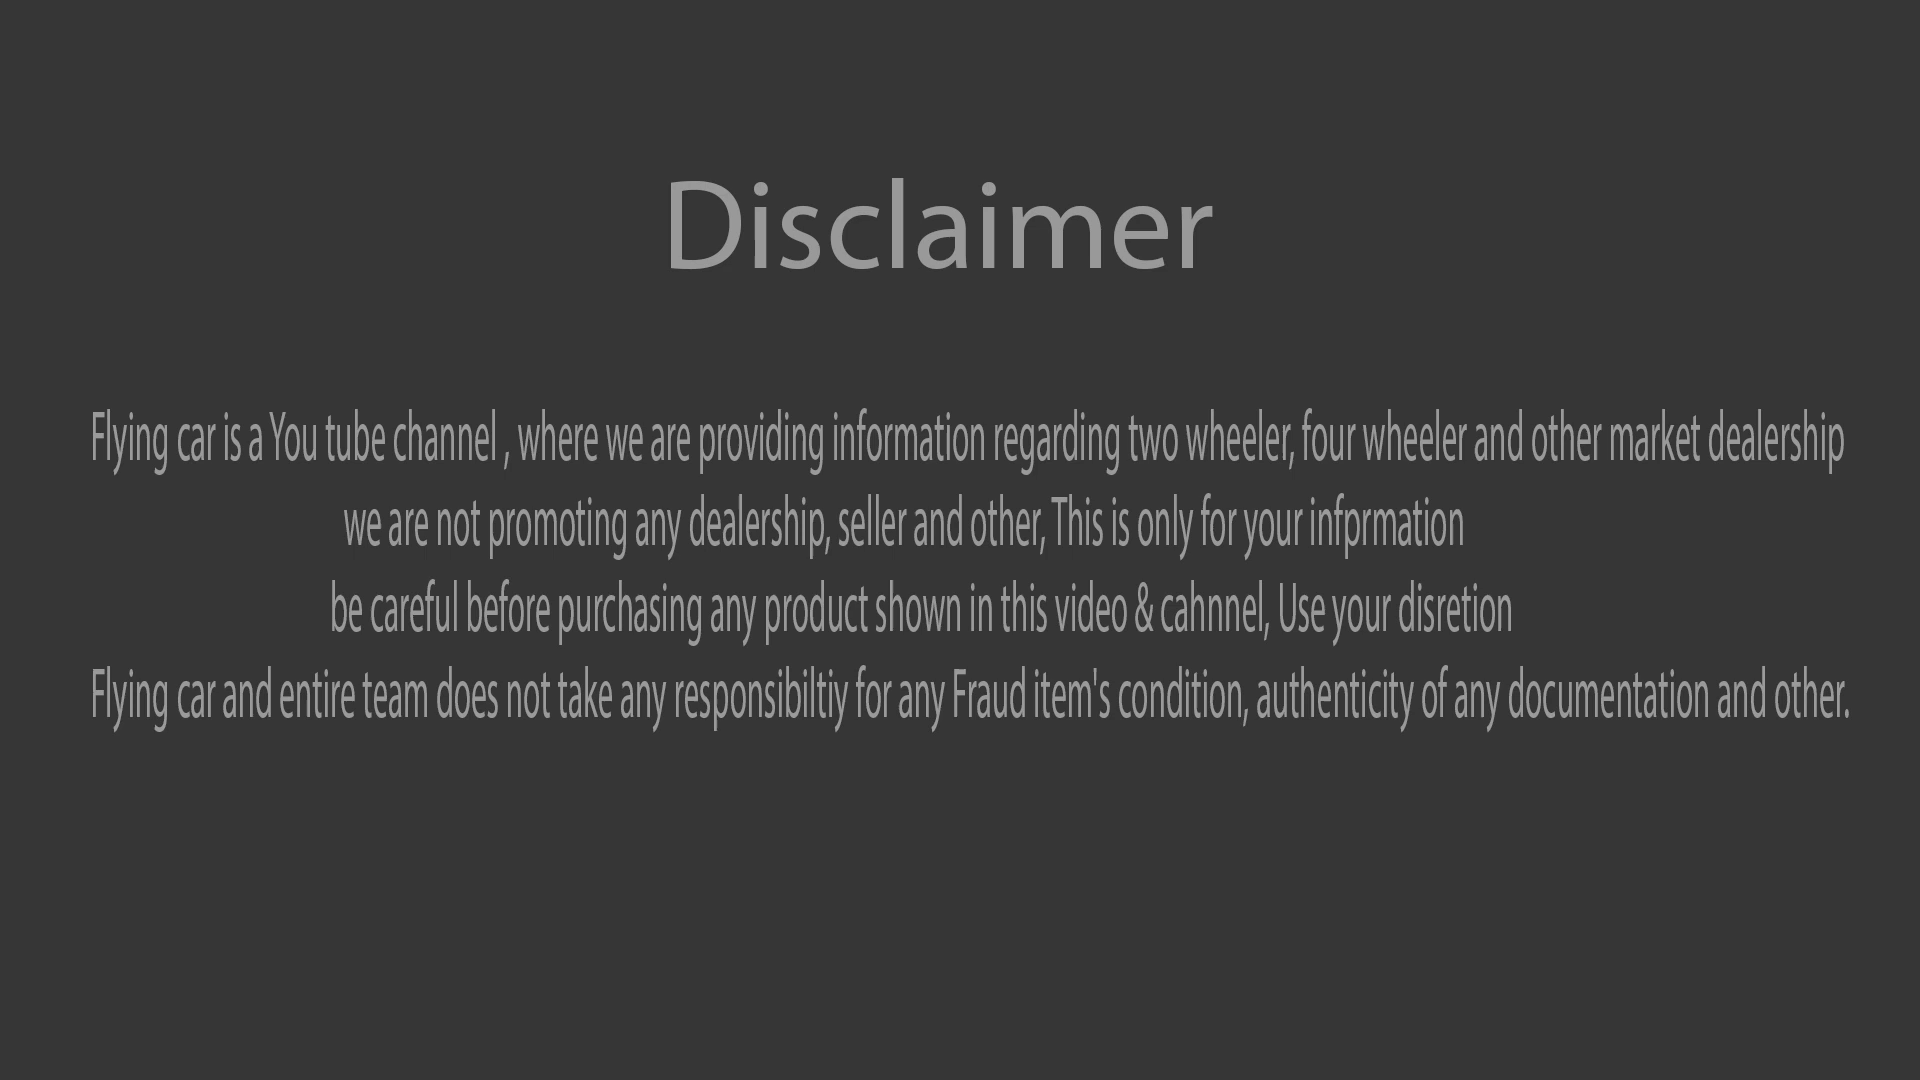 Disclaimer
Flying car is a You tube channel , where we are providing information regarding two wheeler, four wheeler and other market dealership
we are not promoting any dealership, seller and other, This is only for your infprmation
be careful before purchasing any product shown in this video & cahnnel, Use your disretion
Flying car and entire team does not take any responsibiltiy for any Fraud item's condition, authenticity of any documentation and other.